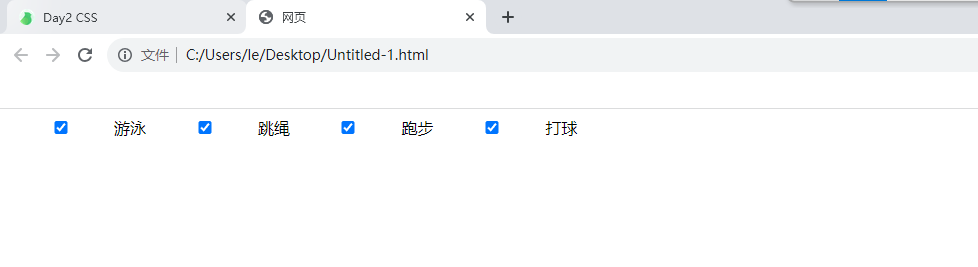 Day2 CSS
网页
文件
C:/Users/le/Desktop/Untitled-1.html
游泳 跳绳 跑步 打球